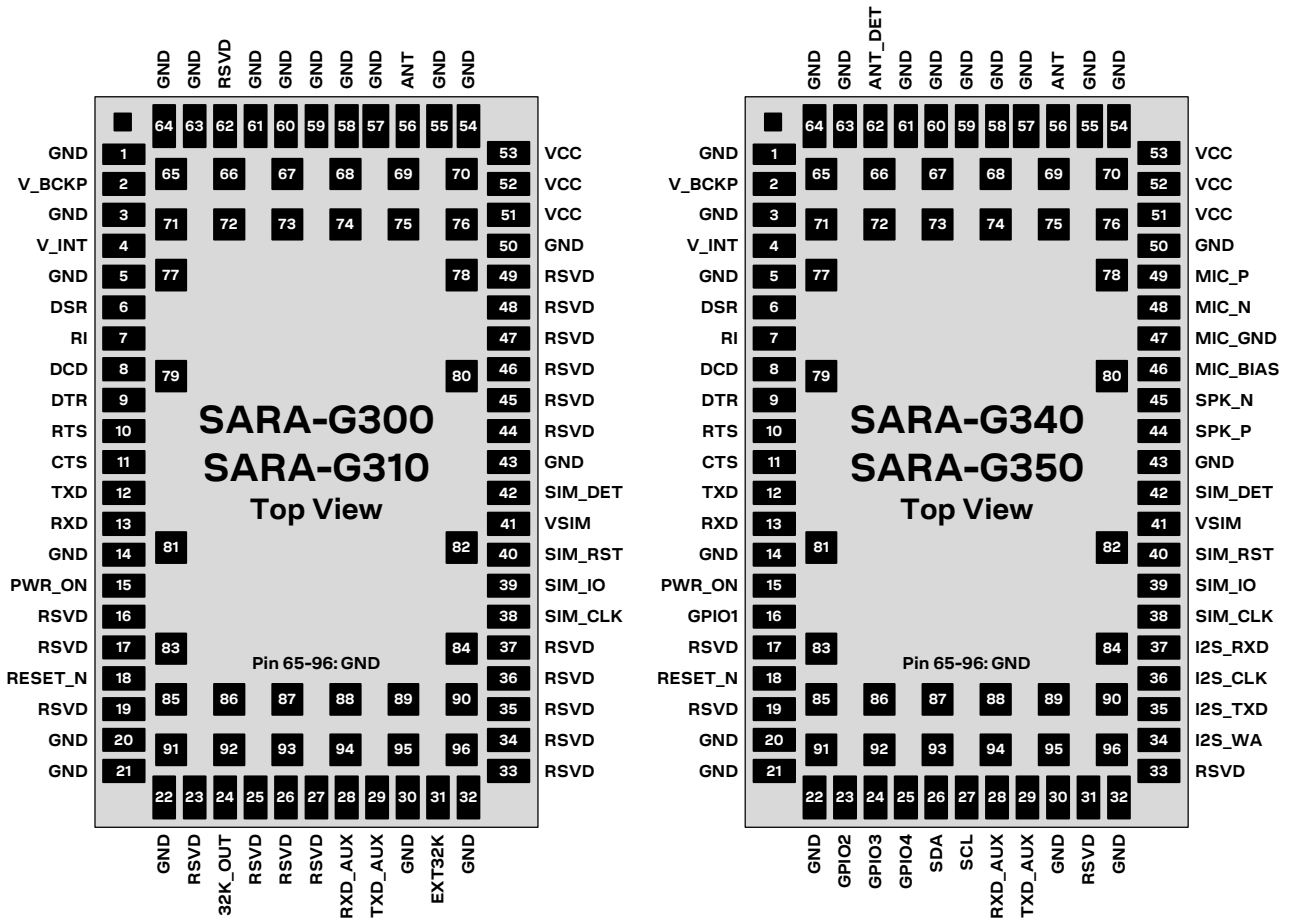 GND GND RSVD GND GND GND GND GND ANT GND GND
64 63 62 61 60 59 58 57 56 55 54
GND 1 53 VCC
65 66 67 68 69 70
V_BCKP 2 52 VCC
GND 3 51 VCC
71 72 73 74 75 76
V_INT 4 50 GND
GND 5 77 78 49 RSVD
DSR 6 48 RSVD
RI 7 47 RSVD
DCD 8 79 80 46 RSVD
DTR 9 45 RSVD
SARA-G300
RTS 10 44 RSVD
CTS 11 43 GND
SARA-G310
TXD 12 42 SIM_DET
Top View
RXD 13 41 VSIM
GND 14 81 82 40 SIM_RST
PWR_ON 15 39 SIM_IO
RSVD 16 38 SIM_CLK
RSVD 17 83 84 37 RSVD
Pin 65-96: GND
RESET_N 18 36 RSVD
85 86 87 88 89 90
RSVD 19 35 RSVD
GND 20 34 RSVD
91 92 93 94 95 96
GND 21 33 RSVD
22 23 24 25 26 27 28 29 30 31 32
GND RSVD 32K_OUT RSVD RSVD RSVD RXD_AUX TXD_AUX GND EXT32K GND
GND GND ANT_DET GND GND GND GND GND ANT GND GND
64 63 62 61 60 59 58 57 56 55 54
GND 1 53 VCC
65 66 67 68 69 70
V_BCKP 2 52 VCC
GND 3 51 VCC
71 72 73 74 75 76
V_INT 4 50 GND
GND 5 77 78 49 MIC_P
DSR 6 48 MIC_N
RI 7 47 MIC_GND
DCD 8 79 80 46 MIC_BIAS
DTR 9 45 SPK_N
SARA-G340
RTS 10 44 SPK_P
CTS 11 43 GND
SARA-G350
TXD 12 42 SIM_DET
Top View
RXD 13 41 VSIM
GND 14 81 82 40 SIM_RST
PWR_ON 15 39 SIM_IO
GPIO1 16 38 SIM_CLK
RSVD 17 83 84 37 I2S_RXD
Pin 65-96: GND
RESET_N 18 36 I2S_CLK
85 86 87 88 89 90
RSVD 19 35 I2S_TXD
GND 20 34 I2S_WA
91 92 93 94 95 96
GND 21 33 RSVD
22 23 24 25 26 27 28 29 30 31 32
GND GPIO2 GPIO3 GPIO4 SDA SCL RXD_AUX TXD_AUX GND RSVD GND